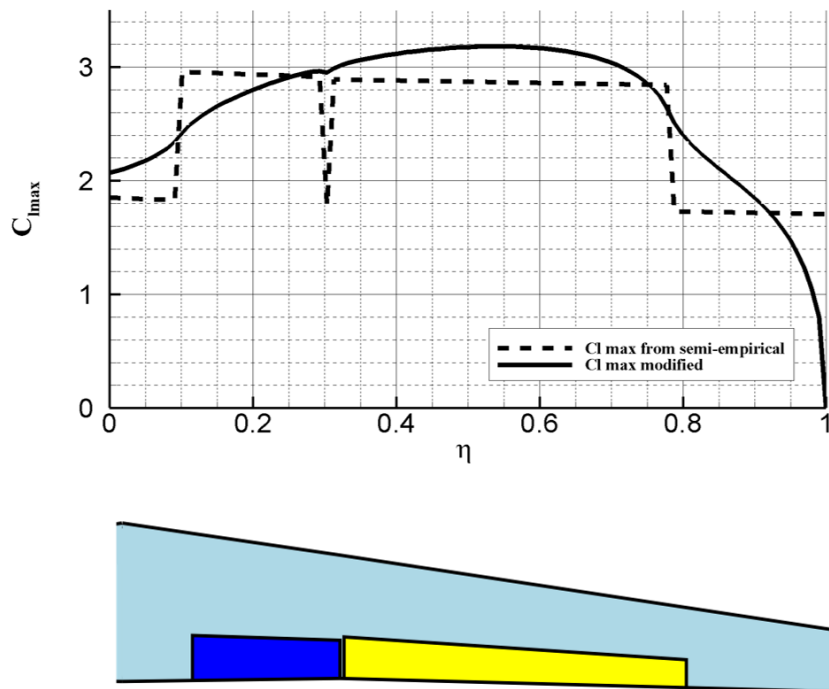 3
2
1
0
C lmax
0 0.2 0.4 0.6 0.8 1
η
Cl max from semi-empirical
Cl max modified